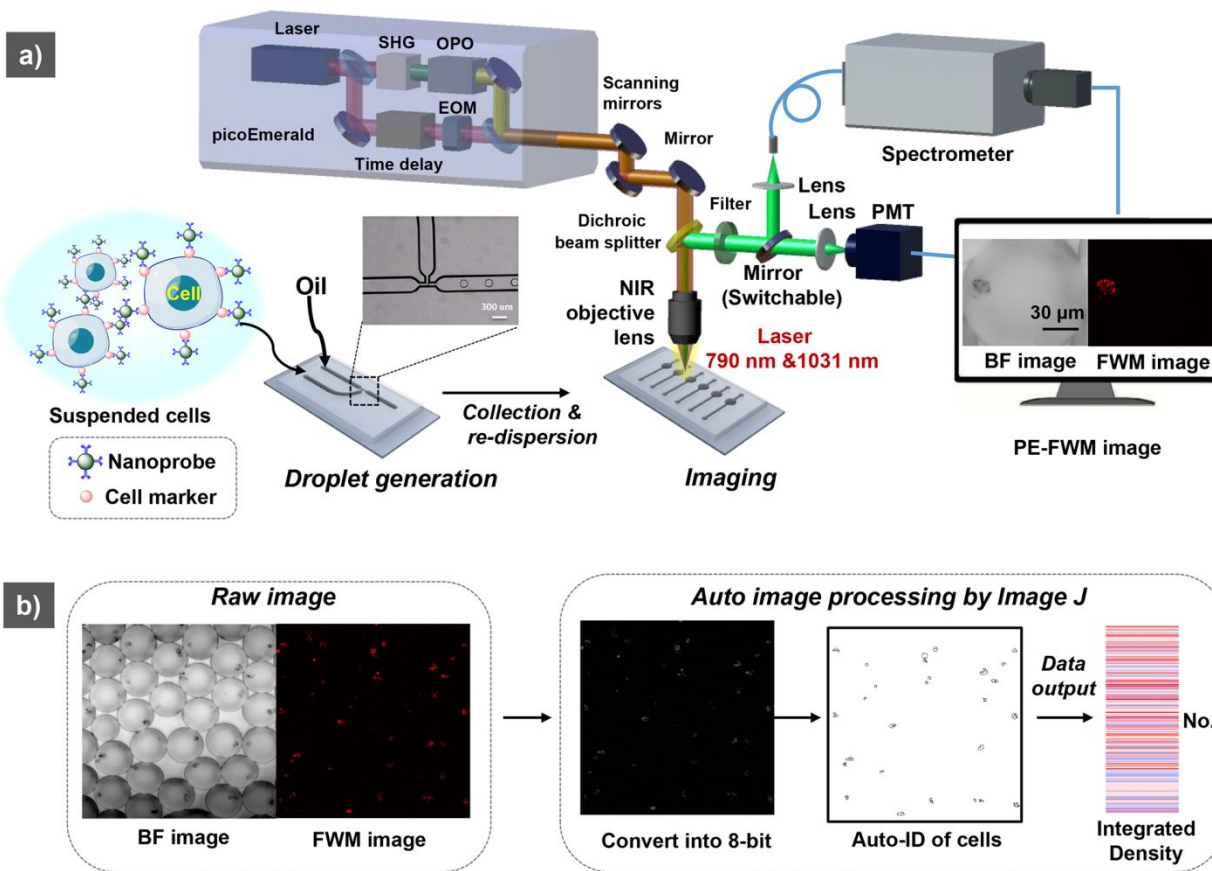 a)
Laser
SHG
OPO
EOM
picoEmerald
Time delay
Scanning
mirrors
Mirror
Spectrometer
Lens
Lens
PMT
Filter
Dichroic
beam splitter
Mirror
(Switchable)
NIR
objective
lens
Laser
790 nm &1031 nm
30 µm
BF image
FWM image
PE-FWM image
Cell
Oil
300 um
Suspended cells
Nanoprobe
Cell marker
Droplet generation
Collection &
re-dispersion
Imaging
b)
Raw image
BF image
FWM image
Auto image processing by Image J
Convert into 8-bit
Auto-ID of cells
Data
output
No.
Integrated
Density